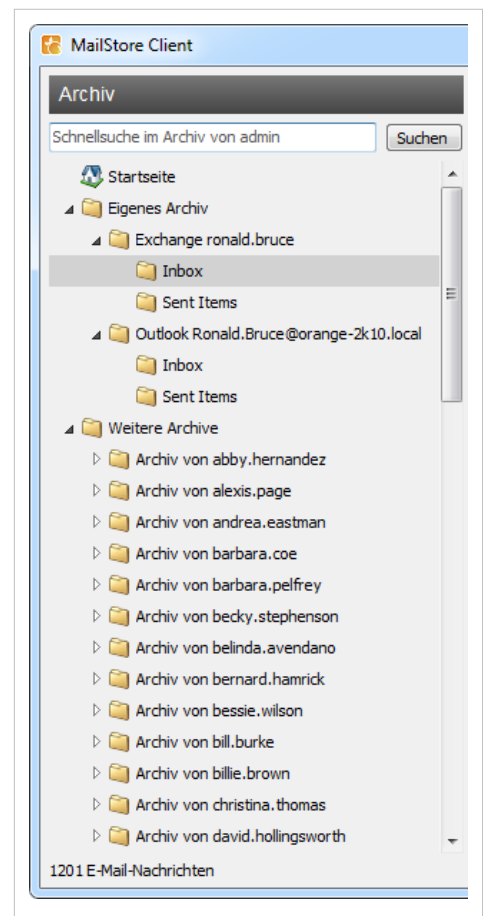 MailStore Client
Archiv
Schnellsuche im Archiv von admin Suchen
Startseite
Eigenes Archiv
Exchange ronald.bruce
Inbox
Sent Items
Outlook Ronald.Bruce@orange-2k10.local
Inbox
Sent Items
Weitere Archive
Archiv von abby.hernandez
Archiv von alexis.page
Archiv von andrea.eastman
Archiv von barbara.coe
Archiv von barbara.pelfrey
Archiv von becky.stephenson
Archiv von belinda.avendano
Archiv von bernard.hamrick
Archiv von bessie.wilson
Archiv von bill.burke
Archiv von billie.brown
Archiv von christina.thomas
Archiv von david.hollingsworth
1201 E-Mail-Nachrichten